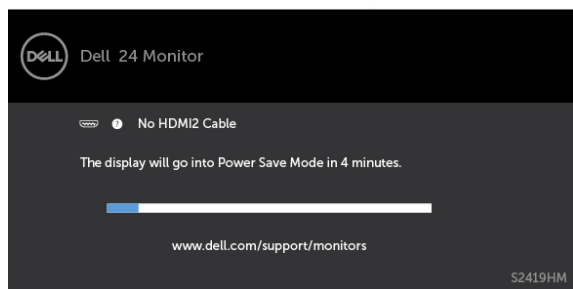 DELL Dell 24 Monitor
? No HDMI2 Cable
The display will go into Power Save Mode in 4 minutes.
www.dell.com/support/monitors
S2419HM